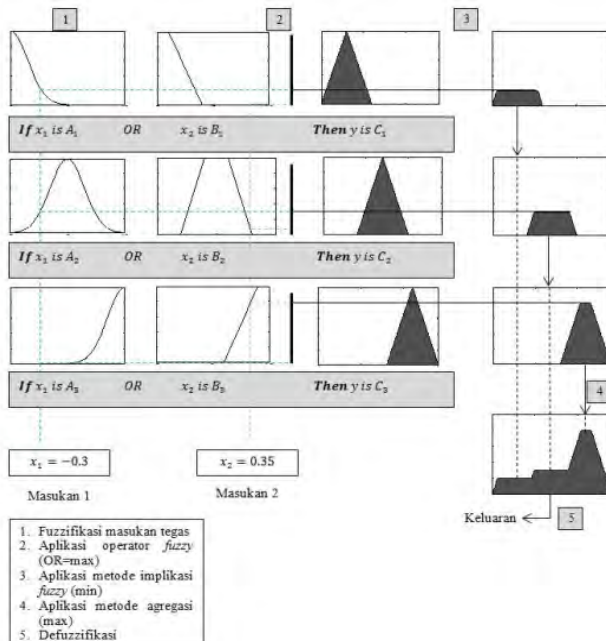 1
2
3
If x₁ is A₁ OR x₂ is B₁ Then y is C₁
If x₁ is A₂ OR x₂ is B₂ Then y is C₂
If x₁ is A₃ OR x₂ is B₃ Then y is C₃
4
x₁ = −0.3
x₂ = 0.35
Masukan 1
Masukan 2
Keluaran
5
1. Fuzzifikasi masukan tegas
2. Aplikasi operator fuzzy
(OR=max)
3. Aplikasi metode implikasi
fuzzy (min)
4. Aplikasi metode agregasi
(max)
5. Defuzzifikasi